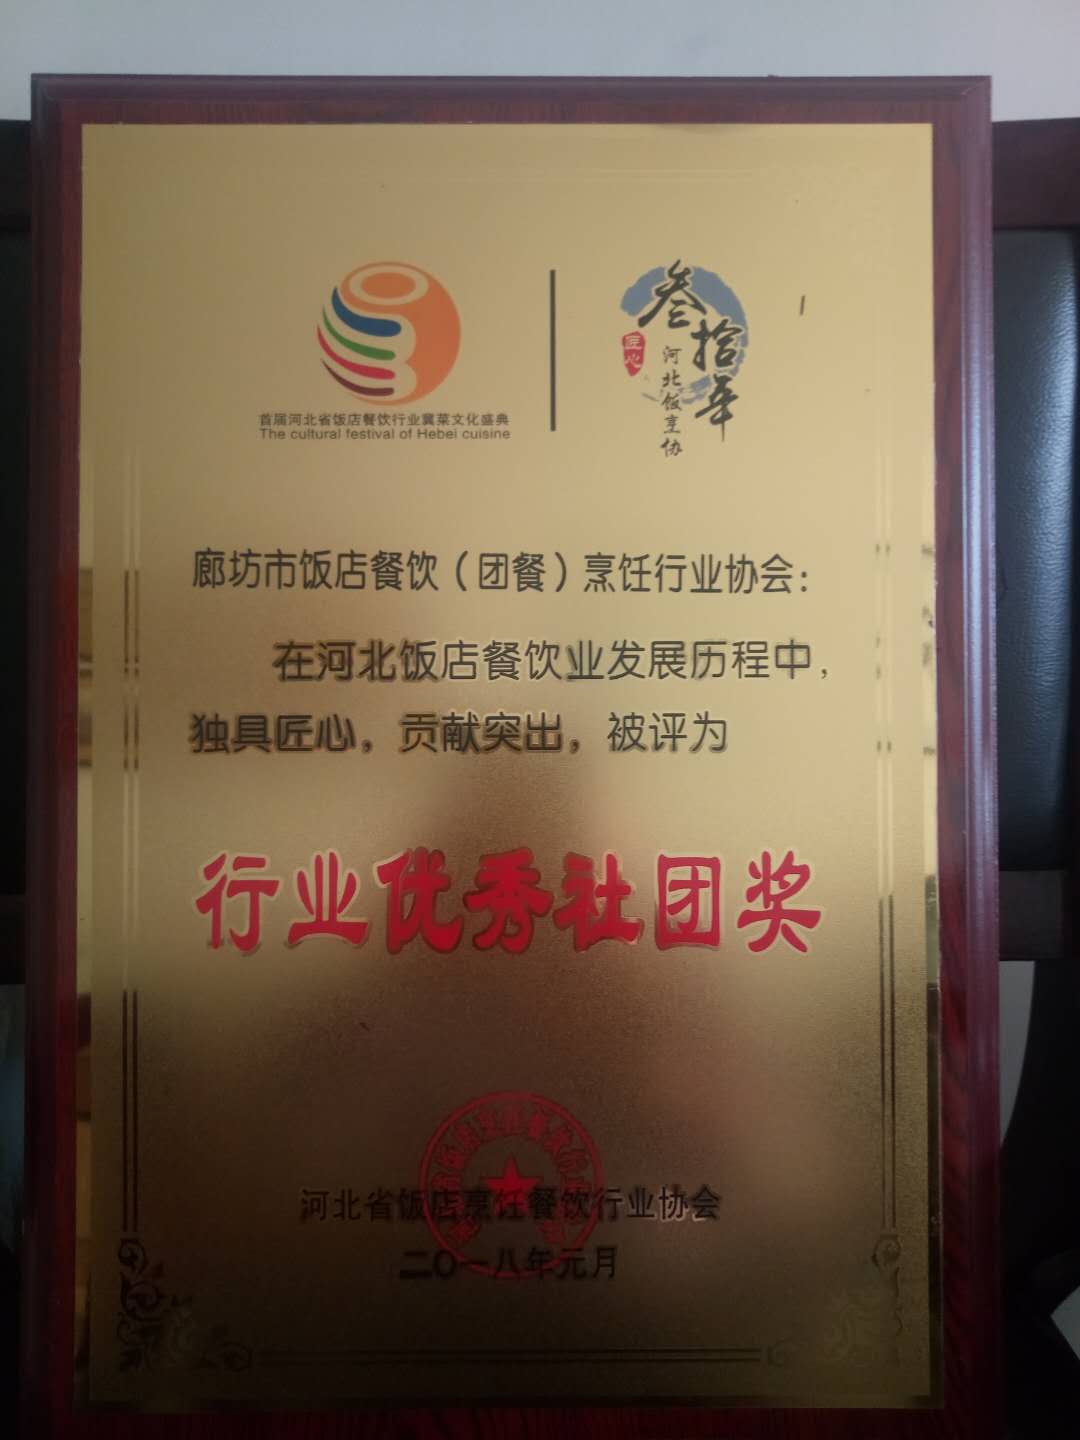 首届河北省饭店餐饮行业冀菜文化盛典
The cultural festival of Hebei cuisine
叁拾年
匠心
河北饭烹协
廊坊市饭店餐饮（团餐）烹饪行业协会：
在河北饭店餐饮业发展历程中，
独具匠心，贡献突出，被评为
行业优秀社团奖
河北省饭店烹饪餐饮行业协会
二〇一八年元月